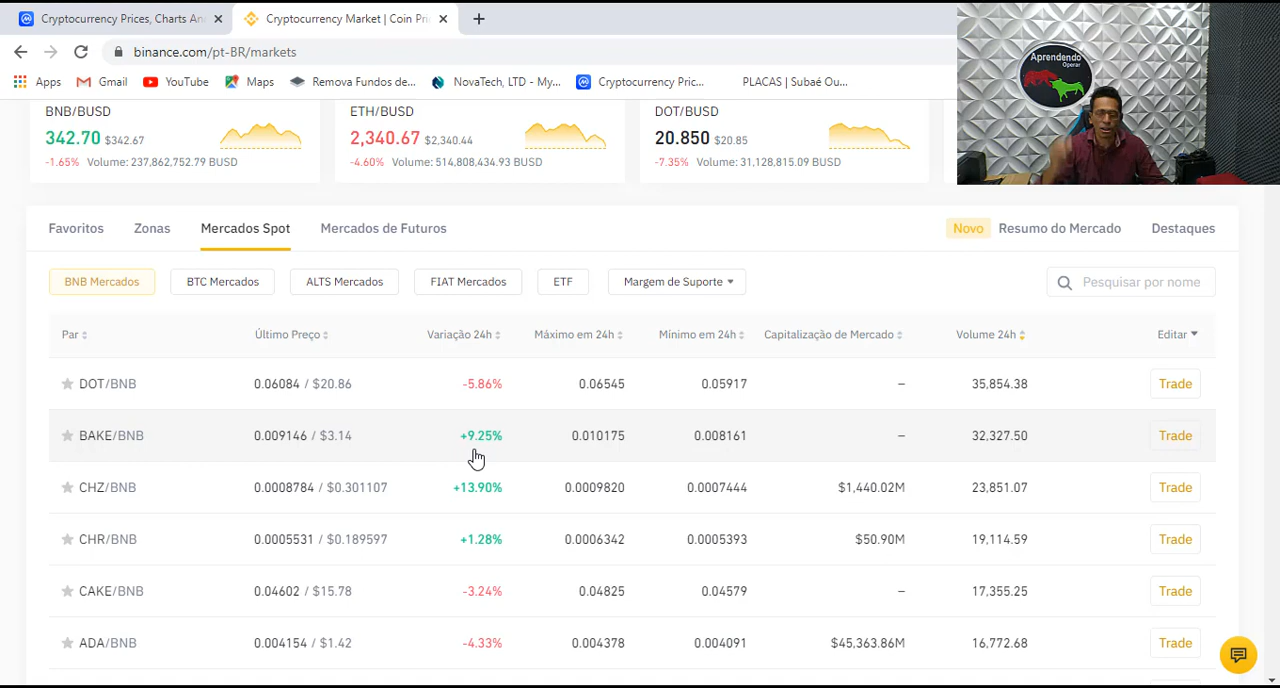 Cryptocurrency Prices, Charts An
Cryptocurrency Market | Coin Pri
binance.com/pt-BR/markets
Apps Gmail YouTube Maps Remova Fundos de... NovaTech, LTD - My... Cryptocurrency Pric... PLACAS | Subaé Ou...
Aprendendo
Operar
BNB/BUSD ETH/BUSD DOT/BUSD
342.70 $342.67 2,340.67 $2,340.44 20.850 $20.85
-1.65% Volume: 237,862,752.79 BUSD -4.60% Volume: 514,808,434.93 BUSD -7.35% Volume: 31,128,815.09 BUSD
Favoritos Zonas Mercados Spot Mercados de Futuros Novo Resumo do Mercado Destaques
BNB Mercados BTC Mercados ALTS Mercados FIAT Mercados ETF Margem de Suporte Pesquisar por nome
Par Último Preço Variação 24h Máximo em 24h Mínimo em 24h Capitalização de Mercado Volume 24h Editar
DOT/BNB 0.06084 / $20.86 -5.86% 0.06545 0.05917 – 35,854.38 Trade
BAKE/BNB 0.009146 / $3.14 +9.25% 0.010175 0.008161 – 32,327.50 Trade
CHZ/BNB 0.0008784 / $0.301107 +13.90% 0.0009820 0.0007444 $1,440.02M 23,851.07 Trade
CHR/BNB 0.0005531 / $0.189597 +1.28% 0.0006342 0.0005393 $50.90M 19,114.59 Trade
CAKE/BNB 0.04602 / $15.78 -3.24% 0.04825 0.04579 – 17,355.25 Trade
ADA/BNB 0.004154 / $1.42 -4.33% 0.004378 0.004091 $45,363.86M 16,772.68 Trade